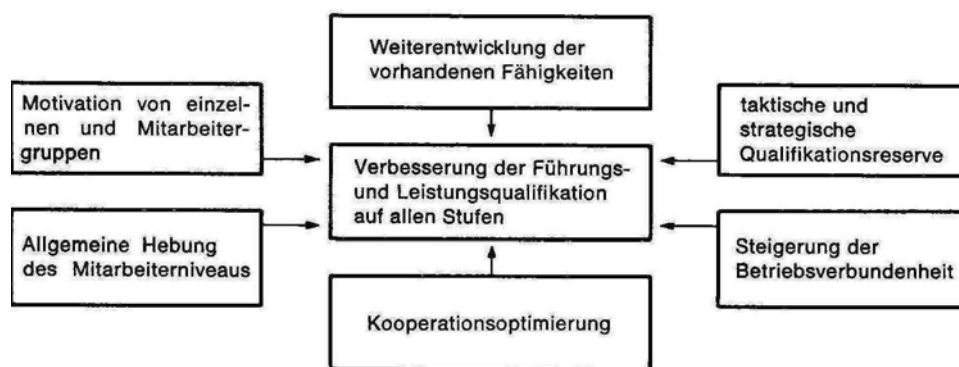 Weiterentwicklung der
vorhandenen Fähigkeiten
Motivation von einzel-
nen und Mitarbeiter-
gruppen
taktische und
strategische
Qualifikationsreserve
Verbesserung der Führungs-
und Leistungsqualifikation
auf allen Stufen
Allgemeine Hebung
des Mitarbeiterniveaus
Steigerung der
Betriebsverbundenheit
Kooperationsoptimierung